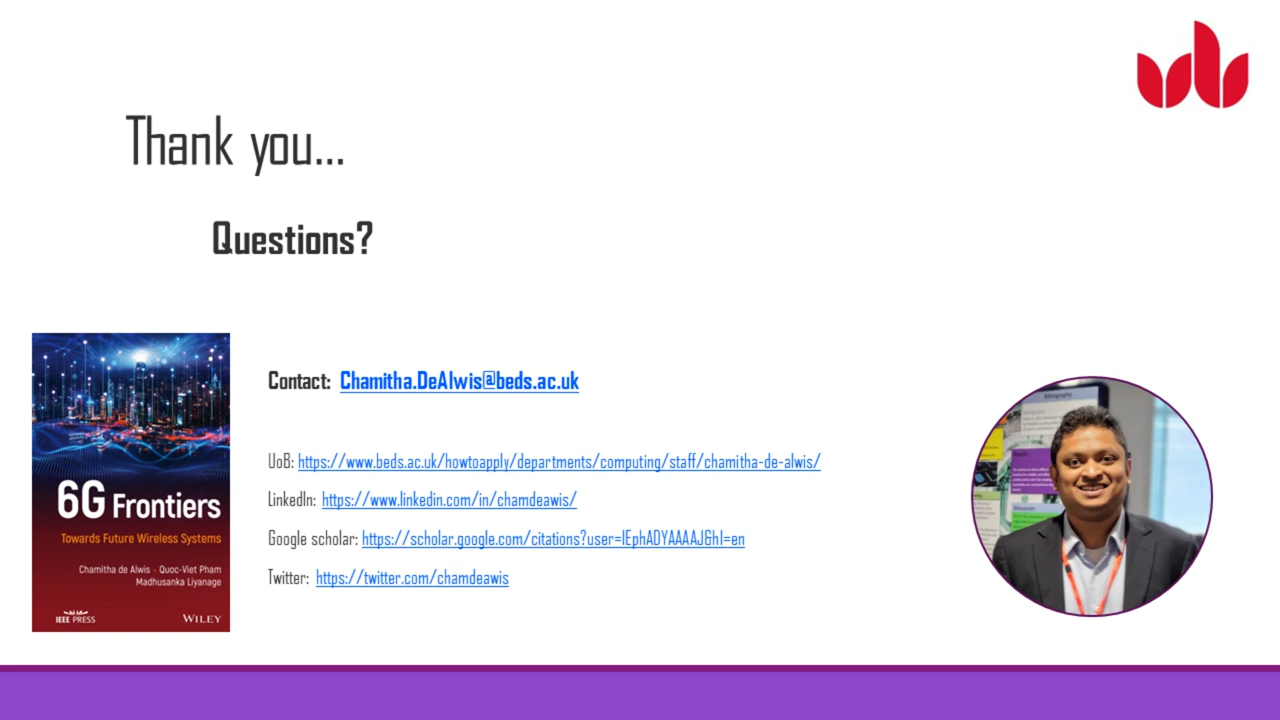 Thank you...
Questions?
6G Frontiers
Towards Future Wireless Systems
Chamitha de Alwis · Quoc-Viet Pham
Madhusanka Liyanage
IEEE PRESS
WILEY
Contact: Chamitha.DeAlwis@beds.ac.uk
UoB: https://www.beds.ac.uk/howtoapply/departments/computing/staff/chamitha-de-alwis/
LinkedIn: https://www.linkedin.com/in/chamdeawis/
Google scholar: https://scholar.google.com/citations?user=IEphADYAAAAJ&hl=en
Twitter: https://twitter.com/chamdeawis